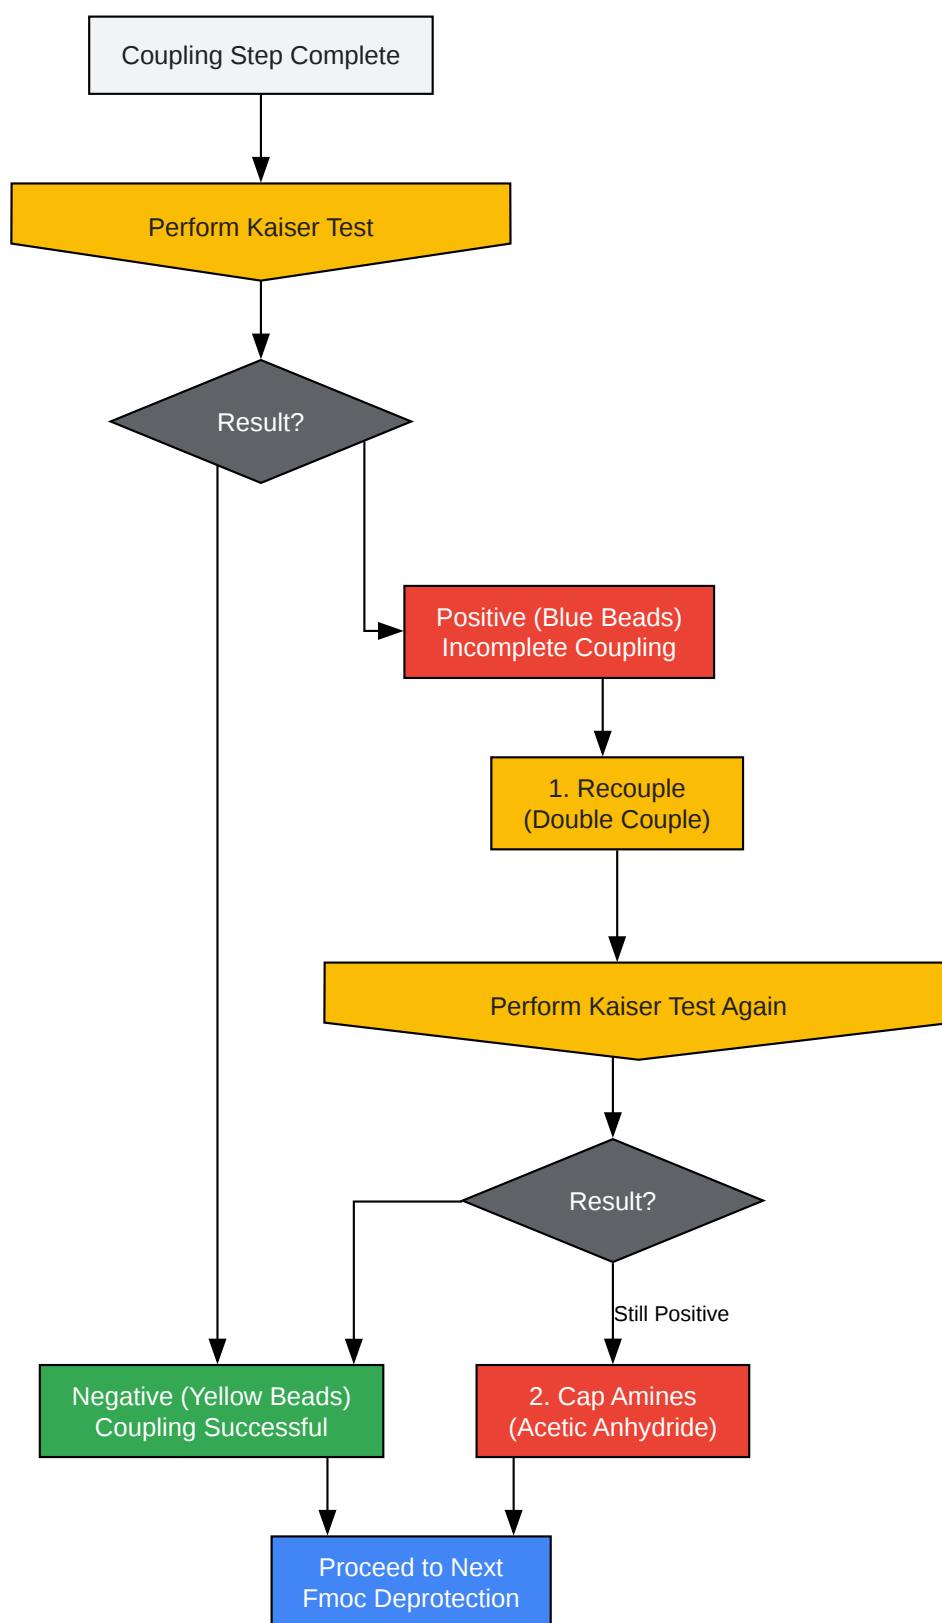 Coupling Step Complete
Perform Kaiser Test
Result?
Positive (Blue Beads)
Incomplete Coupling
1. Recouple
(Double Couple)
Perform Kaiser Test Again
Result?
Still Positive
Negative (Yellow Beads)
Coupling Successful
2. Cap Amines
(Acetic Anhydride)
Proceed to Next
Fmoc Deprotection